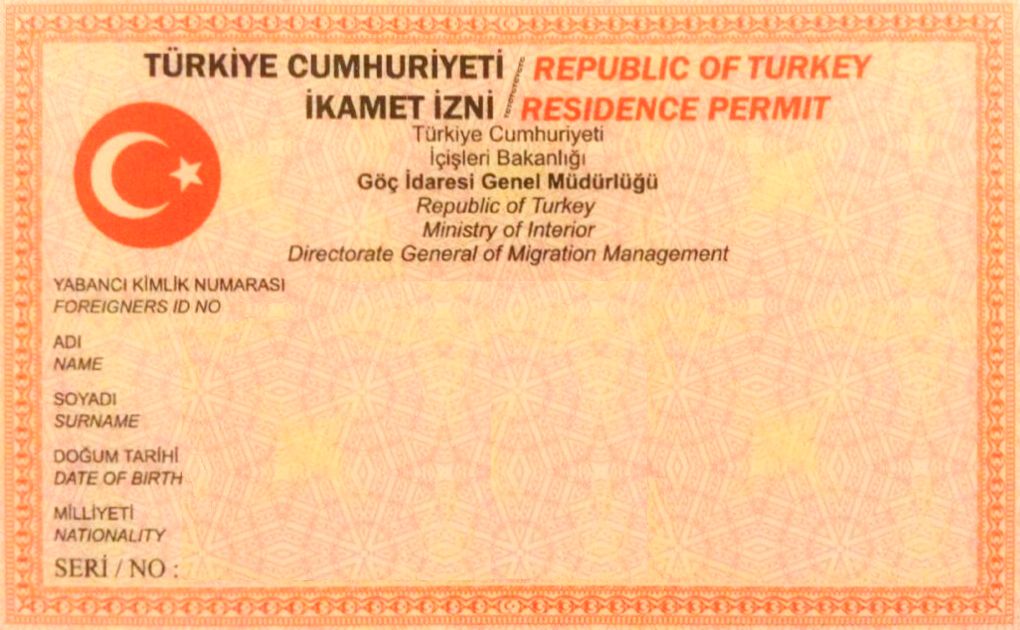 TÜRKİYE CUMHURİYETİ / REPUBLIC OF TURKEY
İKAMET İZNİ / RESIDENCE PERMIT
Türkiye Cumhuriyeti
İçişleri Bakanlığı
Göç İdaresi Genel Müdürlüğü
Republic of Turkey
Ministry of Interior
Directorate General of Migration Management
YABANCI KİMLİK NUMARASI
FOREIGNERS ID NO
ADI
NAME
SOYADI
SURNAME
DOĞUM TARİHİ
DATE OF BIRTH
MİLLİYETİ
NATIONALITY
SERİ / NO :